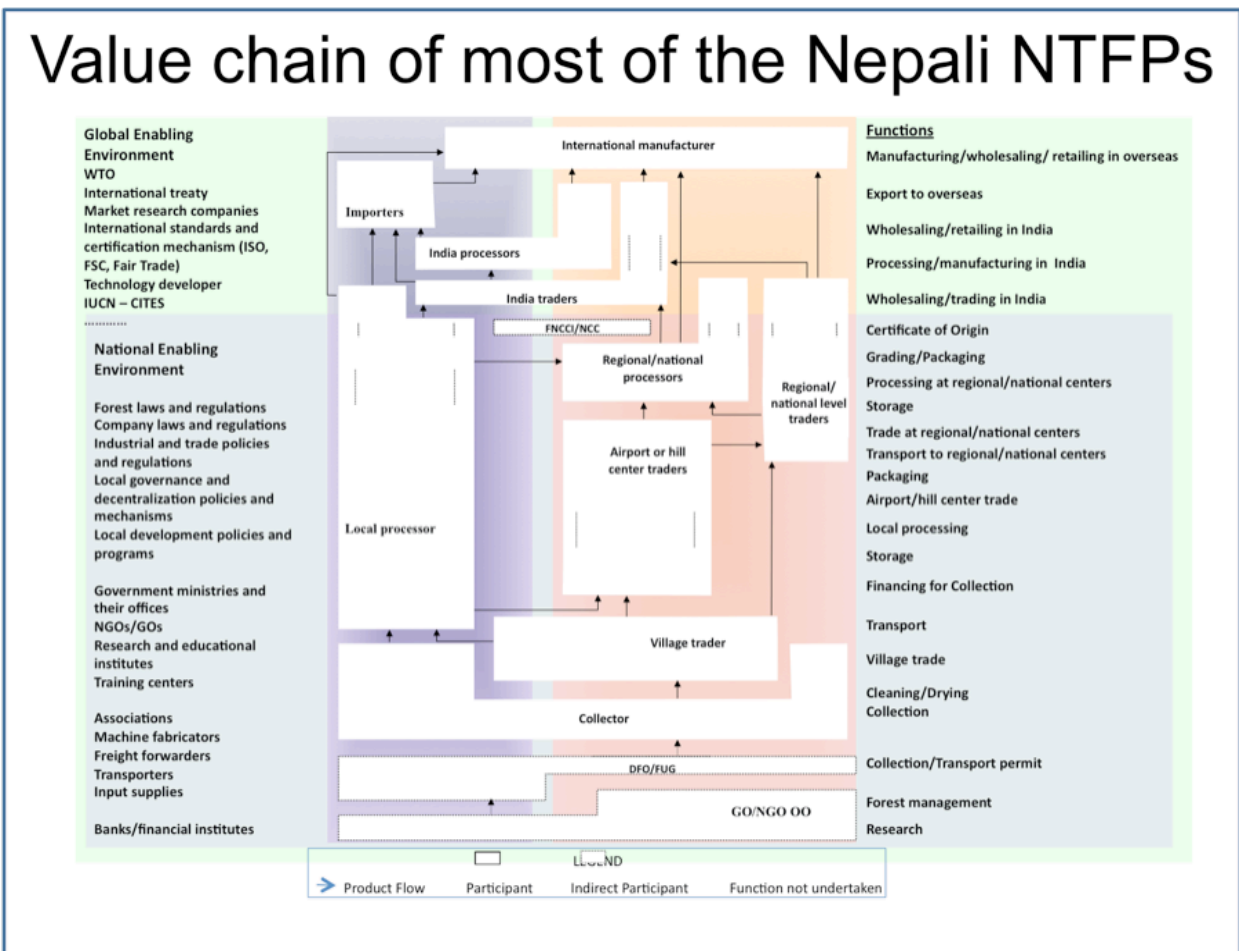 Value chain of most of the Nepali NTFPs
Global Enabling
Environment
WTO
International treaty
Market research companies
International standards and
certification mechanism (ISO,
FSC, Fair Trade)
Technology developer
IUCN – CITES
............
National Enabling
Environment
Forest laws and regulations
Company laws and regulations
Industrial and trade policies
and regulations
Local governance and
decentralization policies and
mechanisms
Local development policies and
programs
Government ministries and
their offices
NGOs/GOs
Research and educational
institutes
Training centers
Associations
Machine fabricators
Freight forwarders
Transporters
Input supplies
Banks/financial institutes
International manufacturer
Importers
India processors
India traders
FNCCI/NCC
Regional/national
processors
Regional/
national level
traders
Airport or hill
center traders
Local processor
Village trader
Collector
DFO/FUG
GO/NGO OO
Functions
Manufacturing/wholesaling/ retailing in overseas
Export to overseas
Wholesaling/retailing in India
Processing/manufacturing in India
Wholesaling/trading in India
Certificate of Origin
Grading/Packaging
Processing at regional/national centers
Storage
Trade at regional/national centers
Transport to regional/national centers
Packaging
Airport/hill center trade
Local processing
Storage
Financing for Collection
Transport
Village trade
Cleaning/Drying
Collection
Collection/Transport permit
Forest management
Research
LEGEND
Product Flow Participant Indirect Participant Function not undertaken